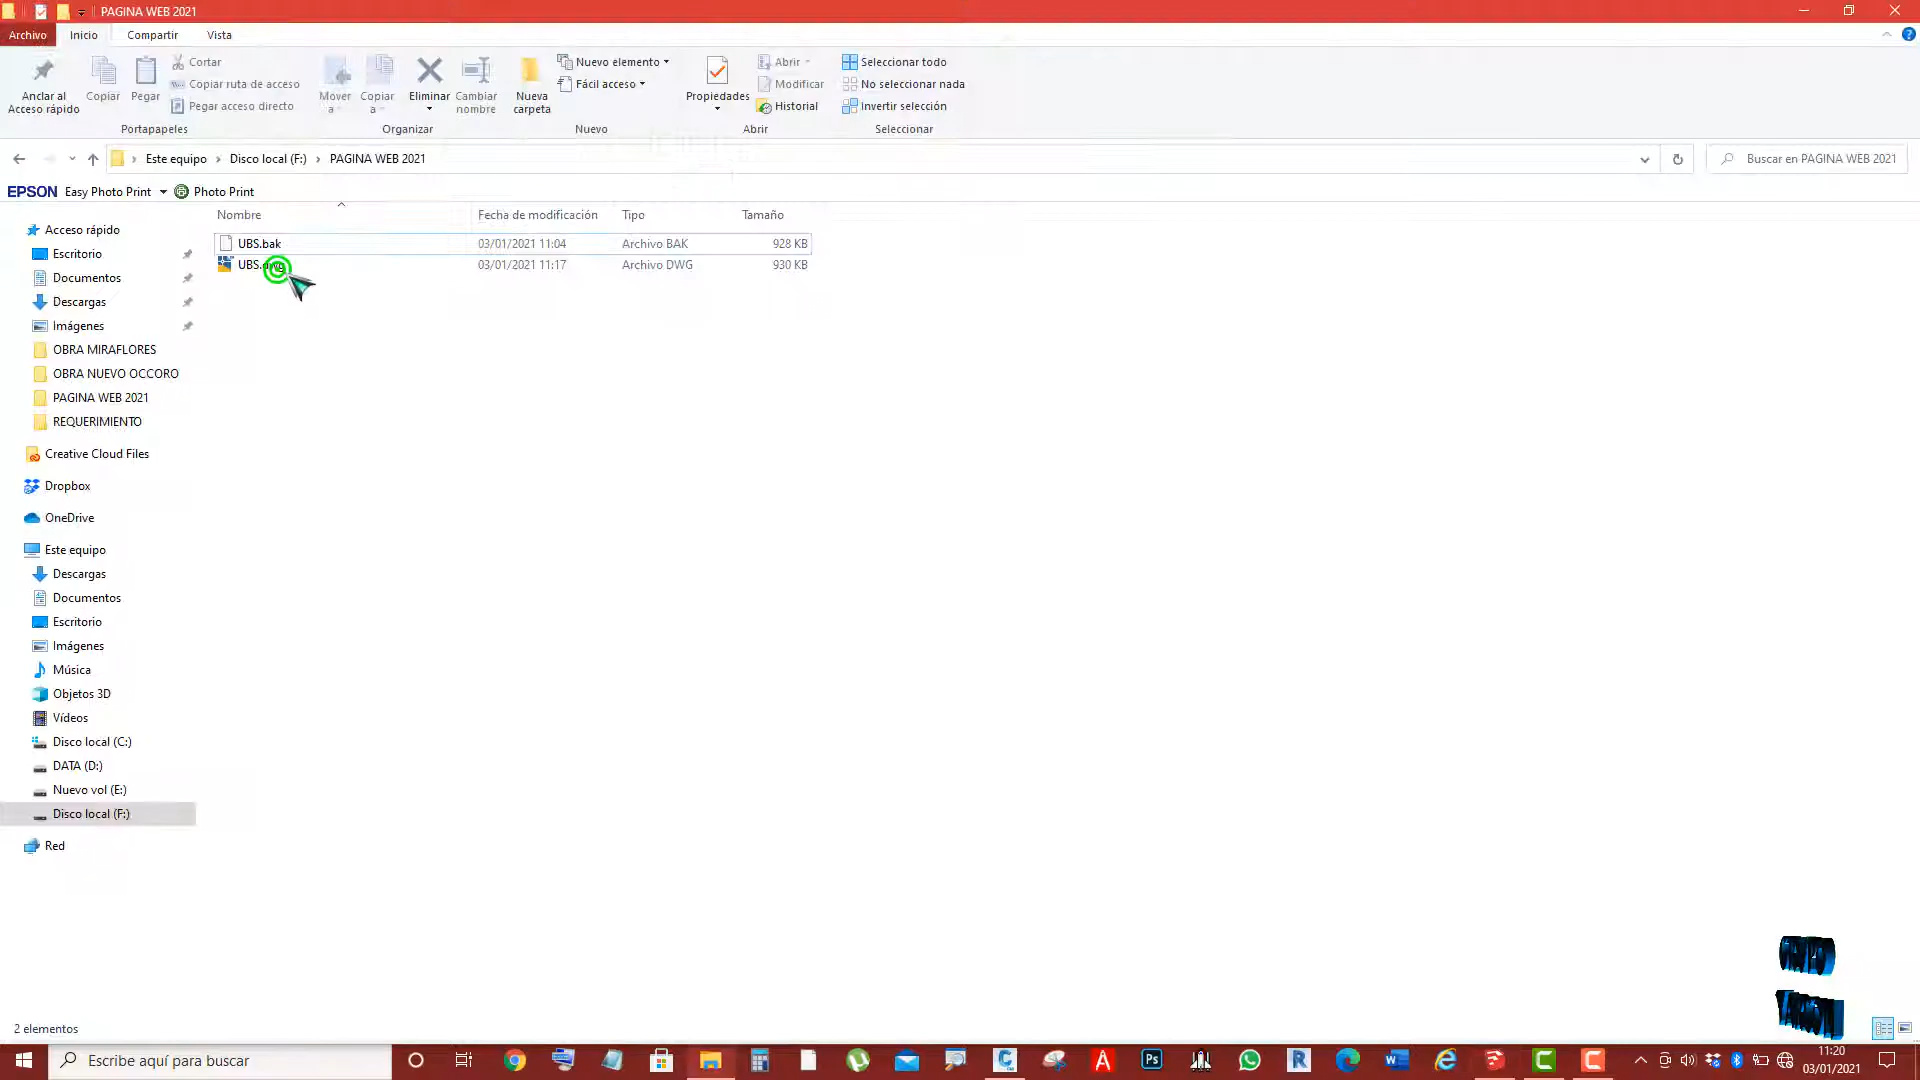 PAGINA WEB 2021
Archivo Inicio Compartir Vista
Anclar al Acceso rápido
Copiar
Pegar
Cortar
Copiar ruta de acceso
Pegar acceso directo
Portapapeles
Mover a
Copiar a
Eliminar
Cambiar nombre
Organizar
Nueva carpeta
Nuevo elemento
Fácil acceso
Nuevo
Propiedades
Abrir
Modificar
Historial
Abrir
Seleccionar todo
No seleccionar nada
Invertir selección
Seleccionar
Este equipo > Disco local (F:) > PAGINA WEB 2021
Buscar en PAGINA WEB 2021
EPSON Easy Photo Print Photo Print
Nombre Fecha de modificación Tipo Tamaño
UBS.bak 03/01/2021 11:04 Archivo BAK 928 KB
UBS. 03/01/2021 11:17 Archivo DWG 930 KB
Acceso rápido
Escritorio
Documentos
Descargas
Imágenes
OBRA MIRAFLORES
OBRA NUEVO OCCORO
PAGINA WEB 2021
REQUERIMIENTO
Creative Cloud Files
Dropbox
OneDrive
Este equipo
Descargas
Documentos
Escritorio
Imágenes
Música
Objetos 3D
Vídeos
Disco local (C:)
DATA (D:)
Nuevo vol (E:)
Disco local (F:)
Red
2 elementos
Escribe aquí para buscar
11:20
03/01/2021